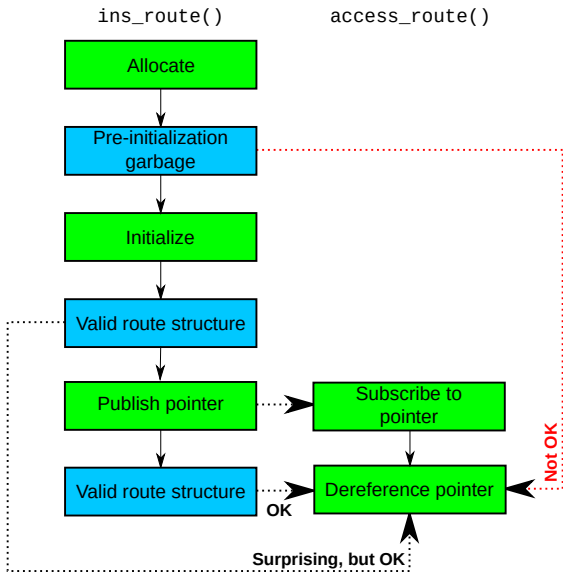 ins_route()
access_route()
Allocate
Pre-initialization
garbage
Initialize
Valid route structure
Publish pointer
Subscribe to
pointer
Valid route structure
OK
Dereference pointer
Not OK
Surprising, but OK